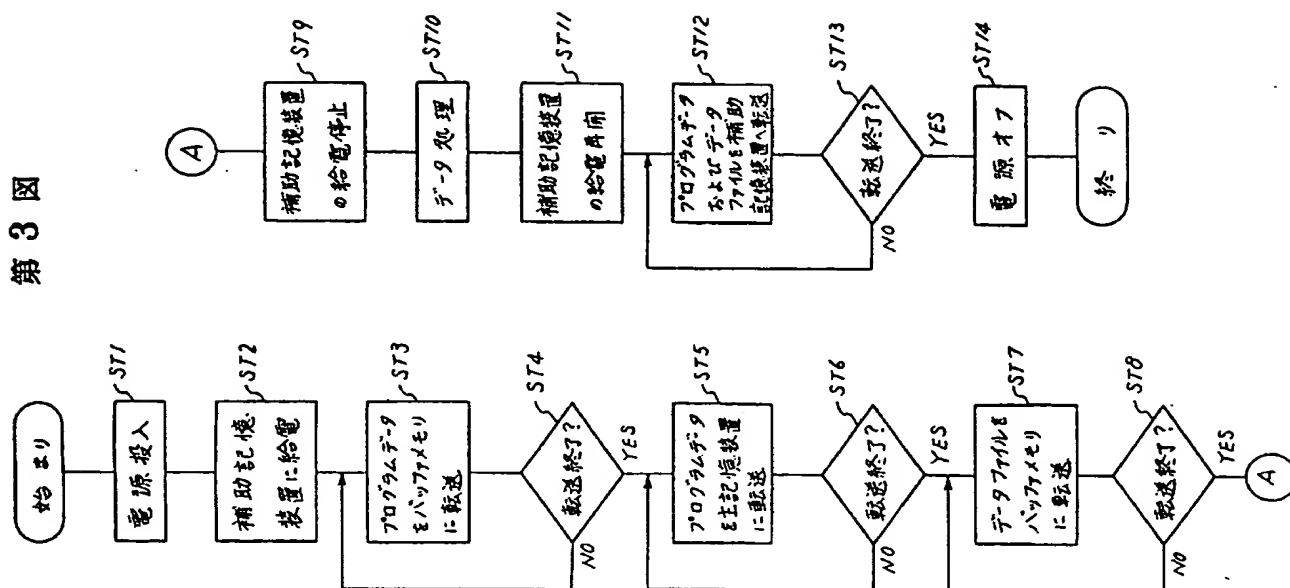 第3図
始まり
ST1
電源投入
ST2
補助記憶
装置に給電
ST3
プログラムデータ
をバッファメモリ
に転送
ST4
転送終了?
NO
YES
ST5
プログラムデータ
を主記憶装置
に転送
ST6
転送終了?
NO
YES
ST7
データファイルを
バッファメモリ
に転送
ST8
転送終了?
NO
YES
A
A
ST9
補助記憶装置
の給電停止
ST10
データ処理
ST11
補助記憶装置
の給電再開
ST12
プログラムデータ
およびデータ
ファイルを補助
記憶装置へ転送
ST13
転送終了?
NO
YES
ST14
電源オフ
終り